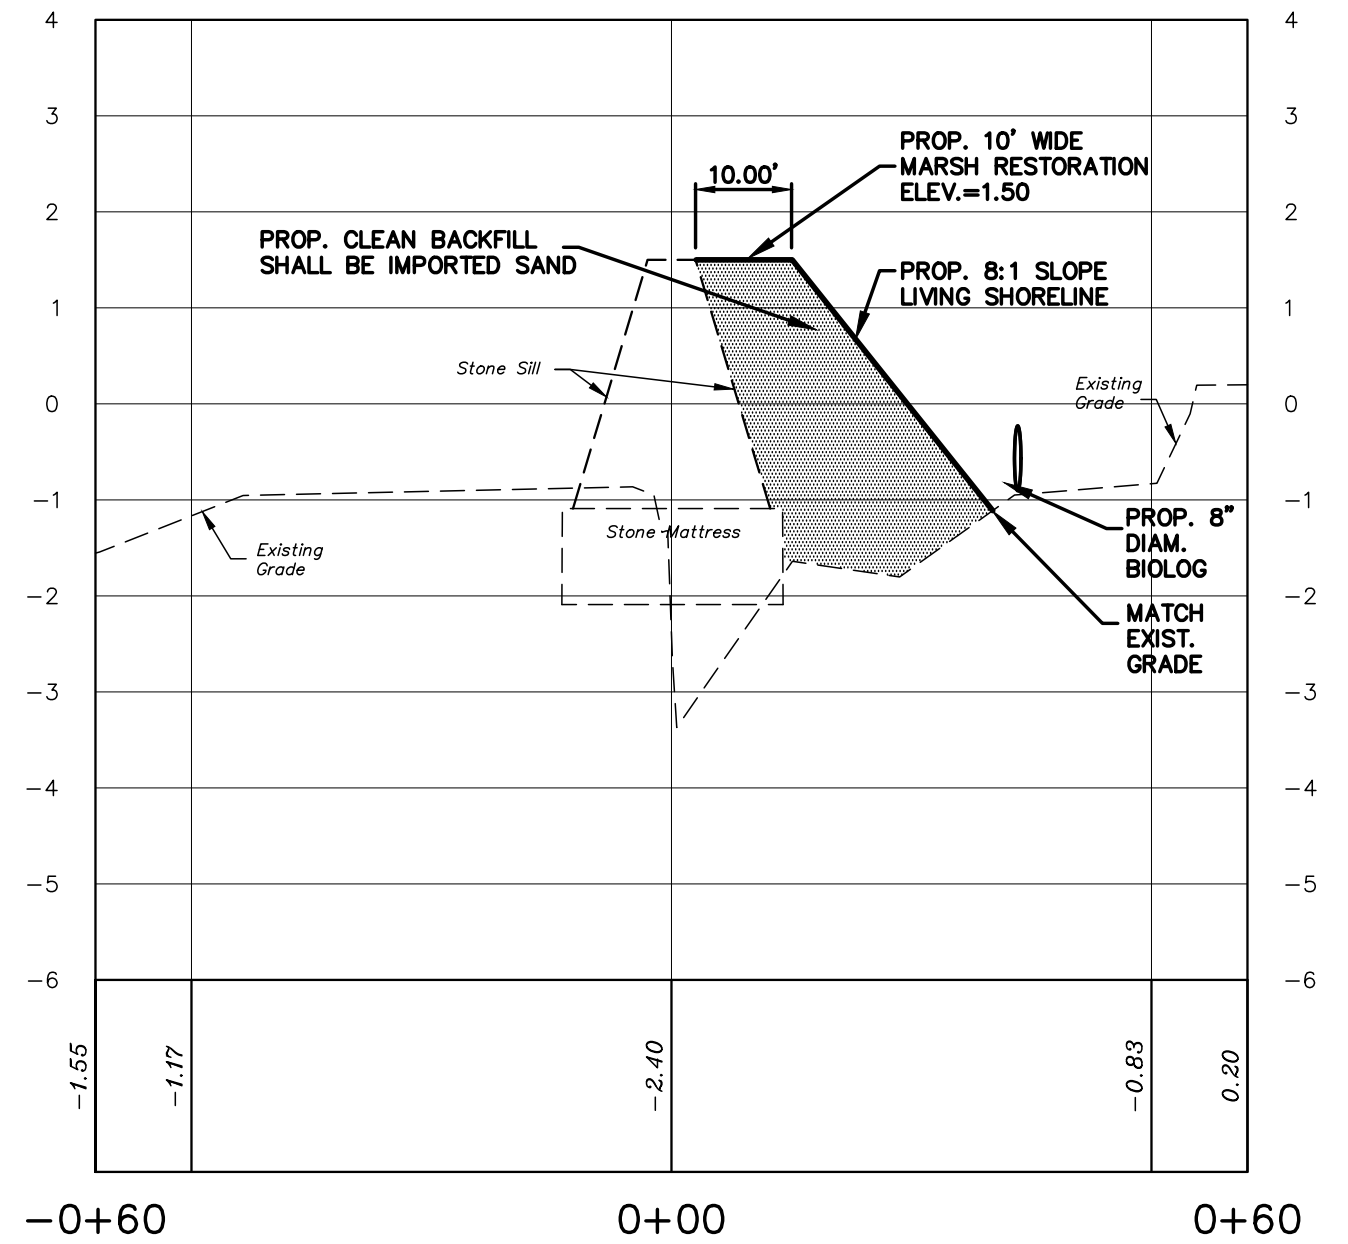 4 4
3 3
PROP. 10' WIDE
MARSH RESTORATION
ELEV.=1.50
10.00'
2 2
PROP. CLEAN BACKFILL
SHALL BE IMPORTED SAND
PROP. 8:1 SLOPE
LIVING SHORELINE
1 1
Stone Sill
Existing
Grade
0 0
-1 -1
Stone Mattress
PROP. 8"
DIAM.
BIOLOG
Existing
Grade
-2 -2
MATCH
EXIST.
GRADE
-3 -3
-4 -4
-5 -5
-6 -6
-1.55
-1.17
-2.40
-0.83
0.20
-0+60 0+00 0+60